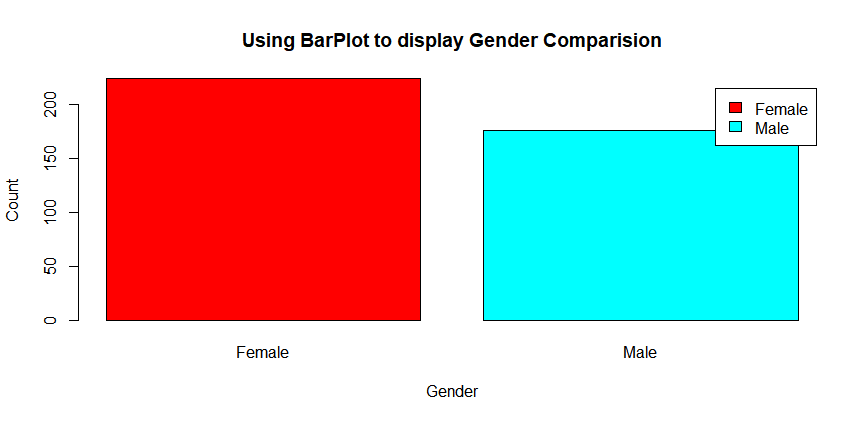 Using BarPlot to display Gender Comparision
Female
Male
200
150
100
50
0
Count
Female
Male
Gender